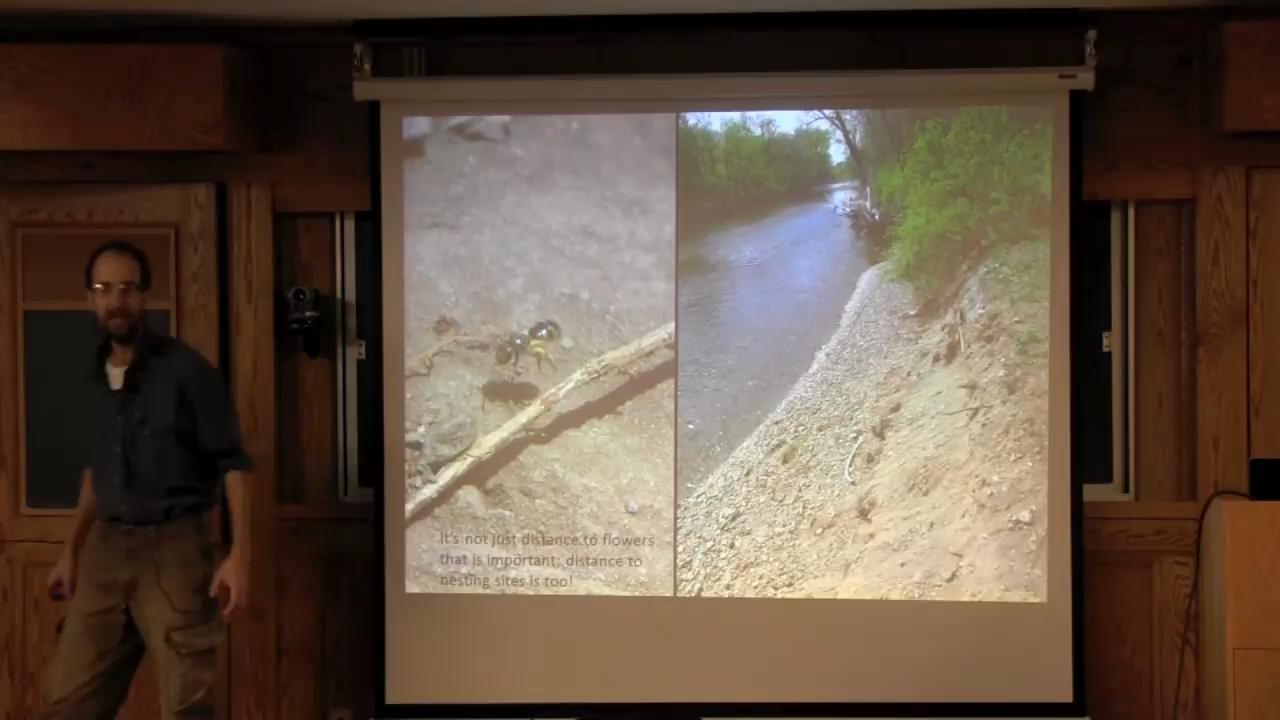 It's not just distance to flowers
that is important; distance to
nesting sites is too!